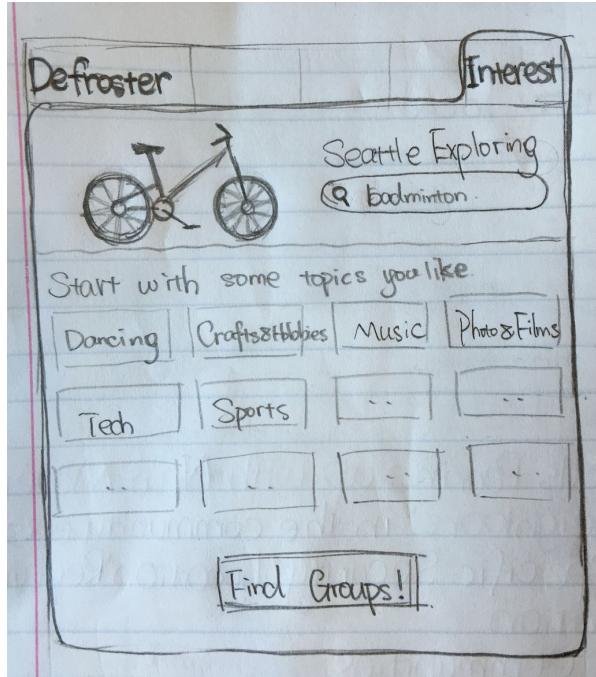 Defroster Interest
Seattle Exploring
badminton
Start with some topics you like.
Dancing Crafts&Hobbies Music Photo&Films
Tech Sports .. ..
.. .. .. ..
Find Groups!